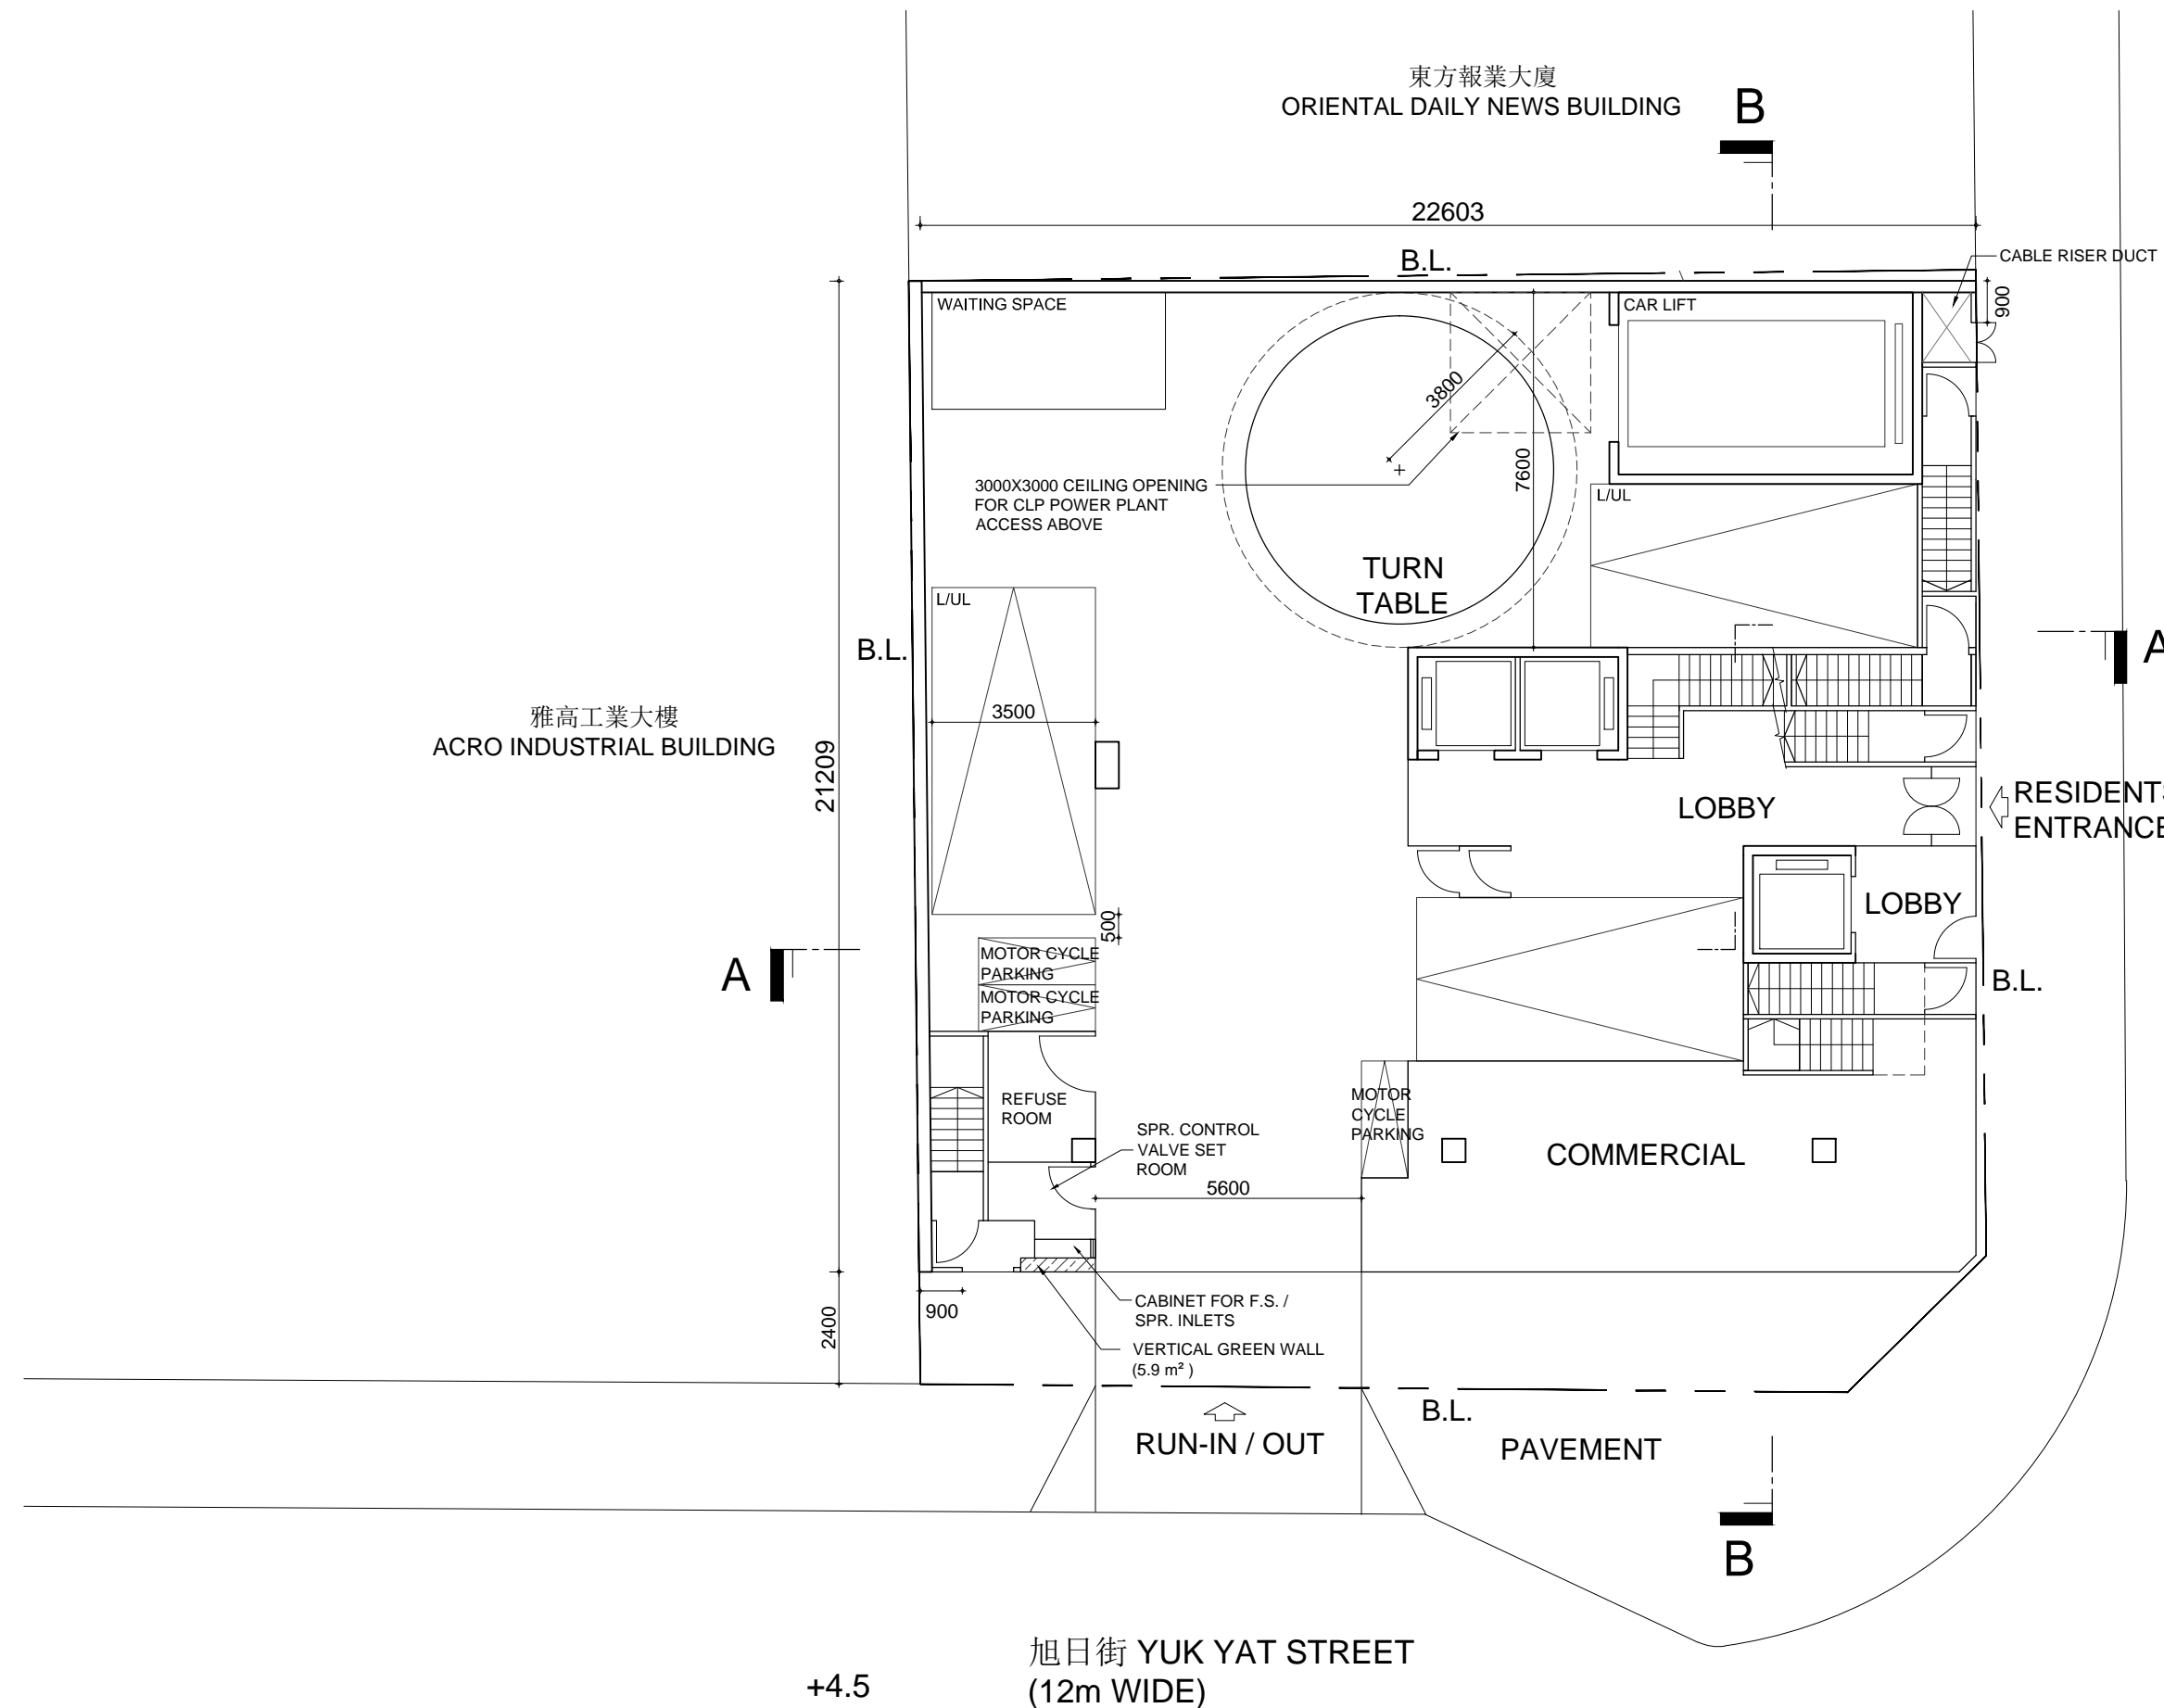 東方報業大廈
ORIENTAL DAILY NEWS BUILDING
B
22603
B.L.
CABLE RISER DUCT
WAITING SPACE
CAR LIFT
900
3800
7600
3000X3000 CEILING OPENING
FOR CLP POWER PLANT
ACCESS ABOVE
L/UL
TURN
TABLE
L/UL
B.L.
A
雅高工業大樓
ACRO INDUSTRIAL BUILDING
3500
21209
RESIDENTS
ENTRANCE
LOBBY
LOBBY
500
MOTOR CYCLE
PARKING
MOTOR CYCLE
PARKING
A
B.L.
REFUSE
ROOM
MOTOR
CYCLE
PARKING
SPR. CONTROL
VALVE SET
ROOM
COMMERCIAL
5600
CABINET FOR F.S. /
SPR. INLETS
900
2400
VERTICAL GREEN WALL
(5.9 m²)
B.L.
RUN-IN / OUT
PAVEMENT
B
旭日街 YUK YAT STREET
(12m WIDE)
+4.5